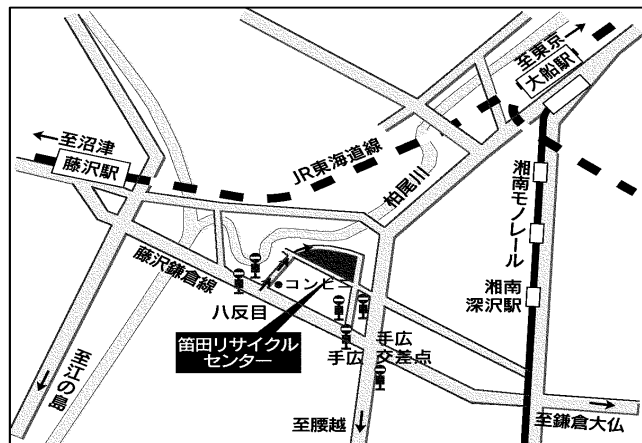 至東京
大船駅
至沼津
藤沢駅
JR東海道線
柏尾川
湘南モノレール
藤沢鎌倉線
コンビニ
湘南
深沢駅
八反目
笛田リサイクル
センター
手広
手広
交差点
至江の島
至腰越
至鎌倉大仏